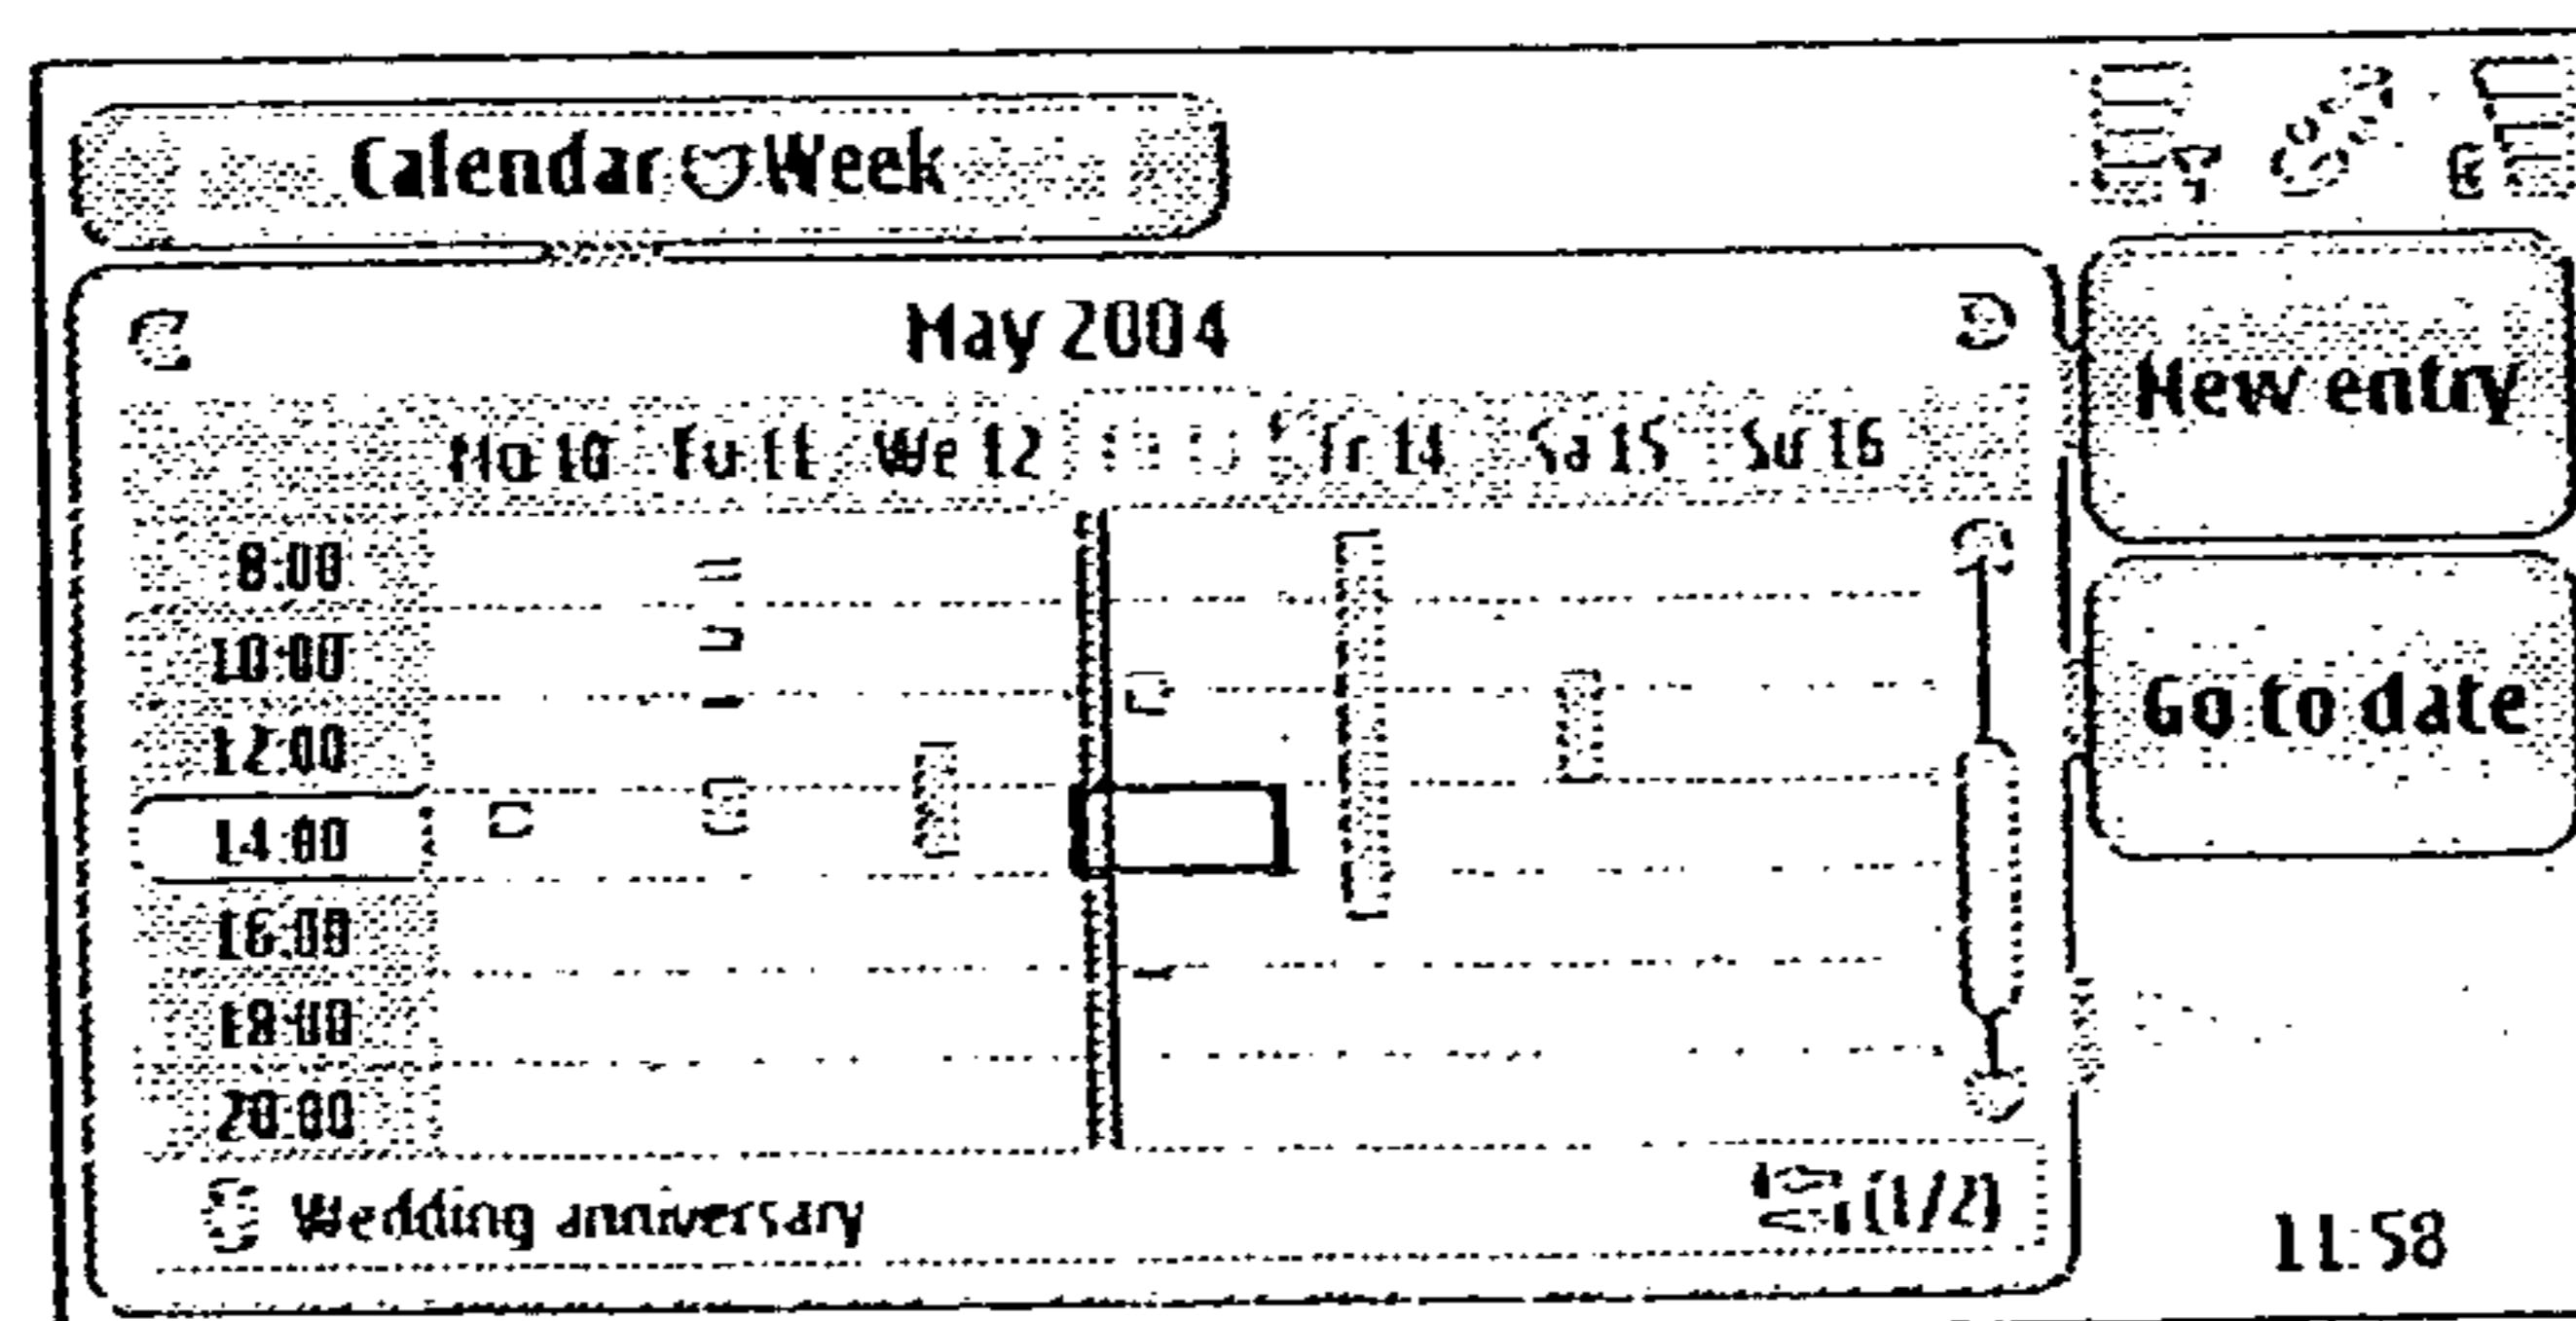 Calendar Week
May 2004
Mo 10 Tu 11 We 12 Fr 14 Sa 15 Su 16
8:00
10:00
12:00
14:00
16:00
18:00
20:00
Wedding anniversary (1/2)
New entry
Go to date
11:58